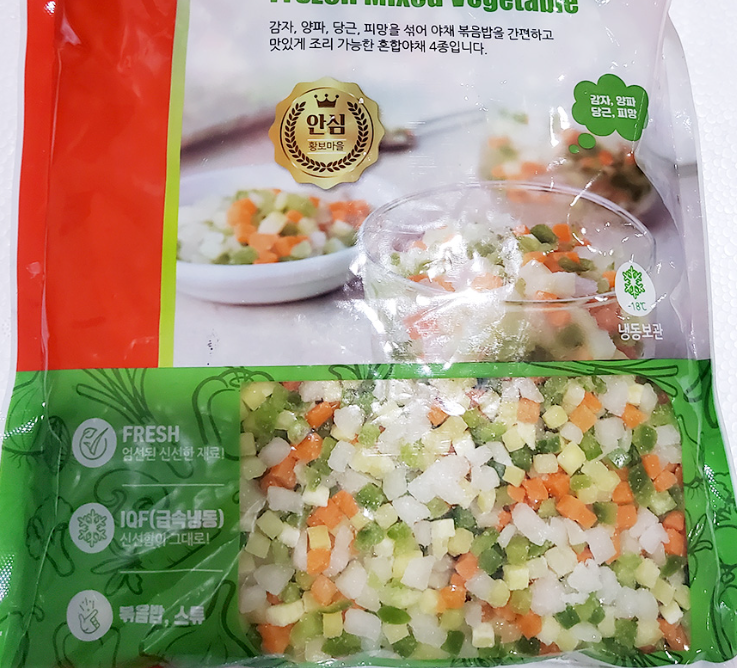 Frozen Mixed Vegetable
감자, 양파, 당근, 피망을 섞어 야채 볶음밥을 간편하고
맛있게 조리 가능한 혼합야채 4종입니다.
감자, 양파
당근, 피망
안심
황보마을
-18℃
냉동보관
FRESH
엄선된 신선한 재료!
IQF(급속냉동)
신선함이 그대로!
볶음밥, 스튜